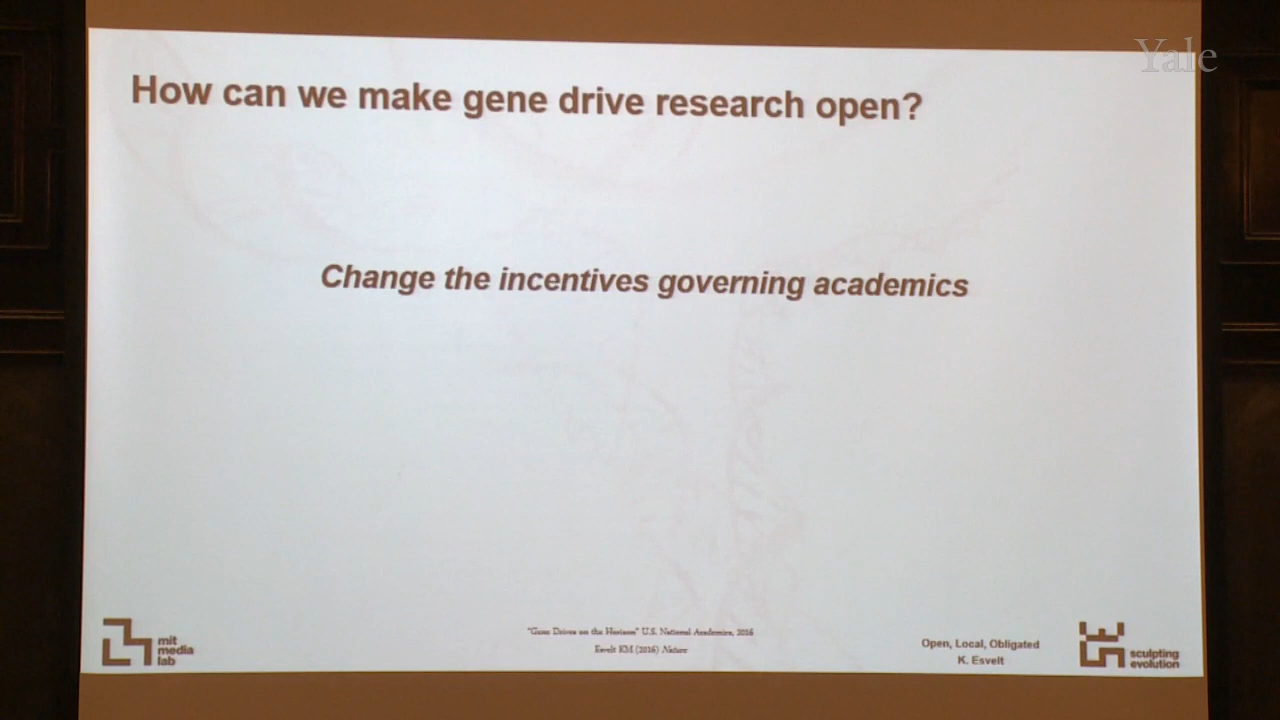 Yale
How can we make gene drive research open?
Change the incentives governing academics
mit
media
lab
"Gene Drives on the Horizon" U.S. National Academics, 2016
Esvelt KM (2016) Nature
Open, Local, Obligated
K. Esvelt
sculpting
evolution